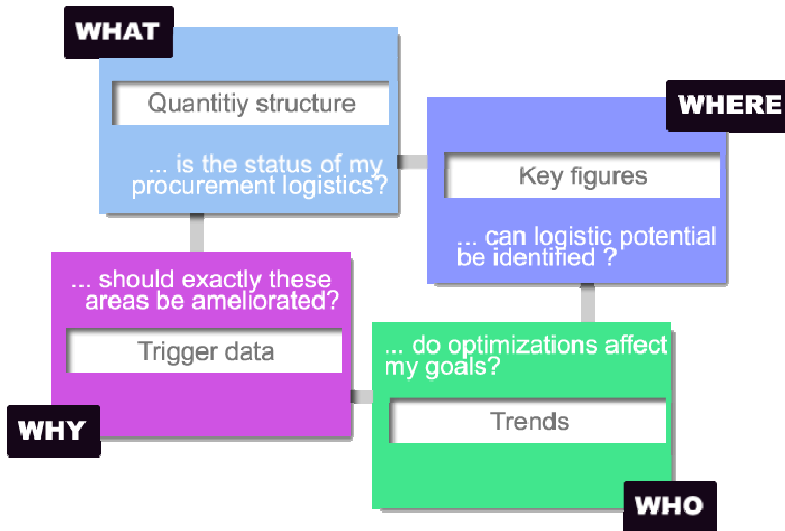 WHAT
Quantitiy structure
... is the status of my
procurement logistics?
WHERE
Key figures
... can logistic potential
be identified ?
WHY
... should exactly these
areas be ameliorated?
Trigger data
... do optimizations affect
my goals?
Trends
WHO